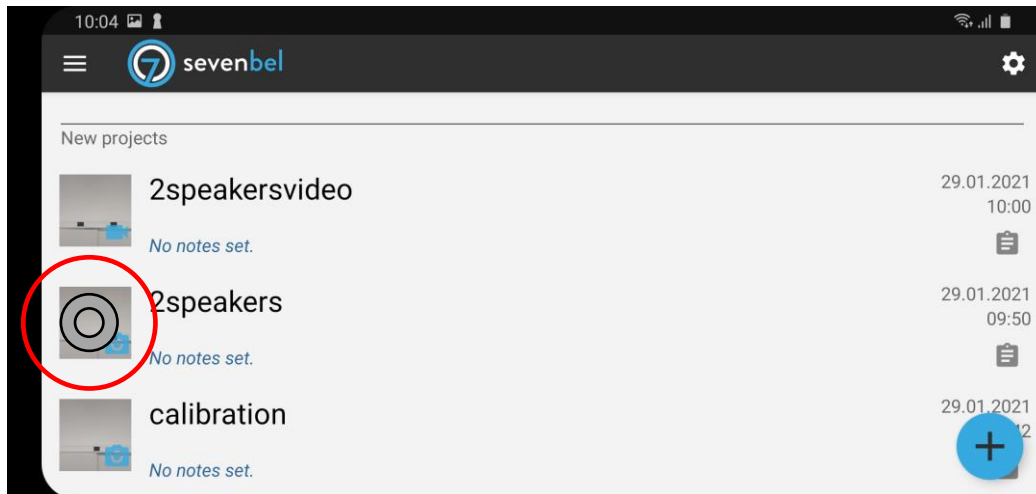 10:04
7 sevenbel
New projects
2speakersvideo
29.01.2021
10:00
No notes set.
2speakers
29.01.2021
09:50
No notes set.
calibration
29.01.2021
No notes set.